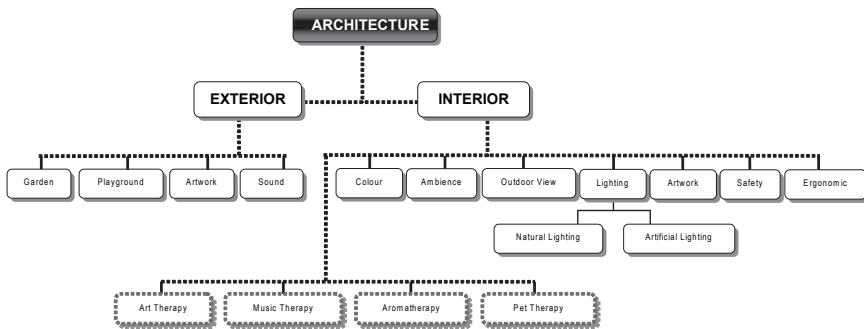 ARCHITECTURE
EXTERIOR
INTERIOR
Garden
Playground
Artwork
Sound
Colour
Ambience
Outdoor View
Lighting
Artwork
Safety
Ergonomic
Natural Lighting
Artificial Lighting
Art Therapy
Music Therapy
Aromatherapy
Pet Therapy